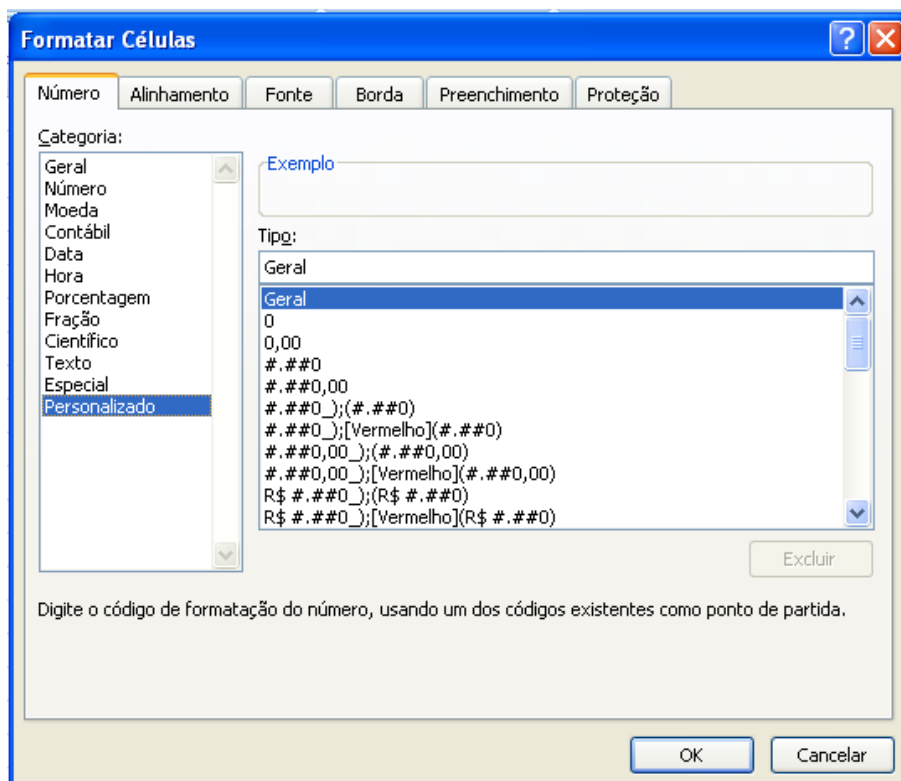 Formatar Células
Número Alinhamento Fonte Borda Preenchimento Proteção
Categoria:
Geral
Número
Moeda
Contábil
Data
Hora
Porcentagem
Fração
Científico
Texto
Especial
Personalizado
Exemplo
Tipo:
Geral
Geral
0
0,00
#.##0
#.##0,00
#.##0_);(#.##0)
#.##0_);[Vermelho](#.##0)
#.##0,00_);(#.##0,00)
#.##0,00_);[Vermelho](#.##0,00)
R$ #.##0_);(R$ #.##0)
R$ #.##0_);[Vermelho](R$ #.##0)
Excluir
Digite o código de formatação do número, usando um dos códigos existentes como ponto de partida.
OK Cancelar